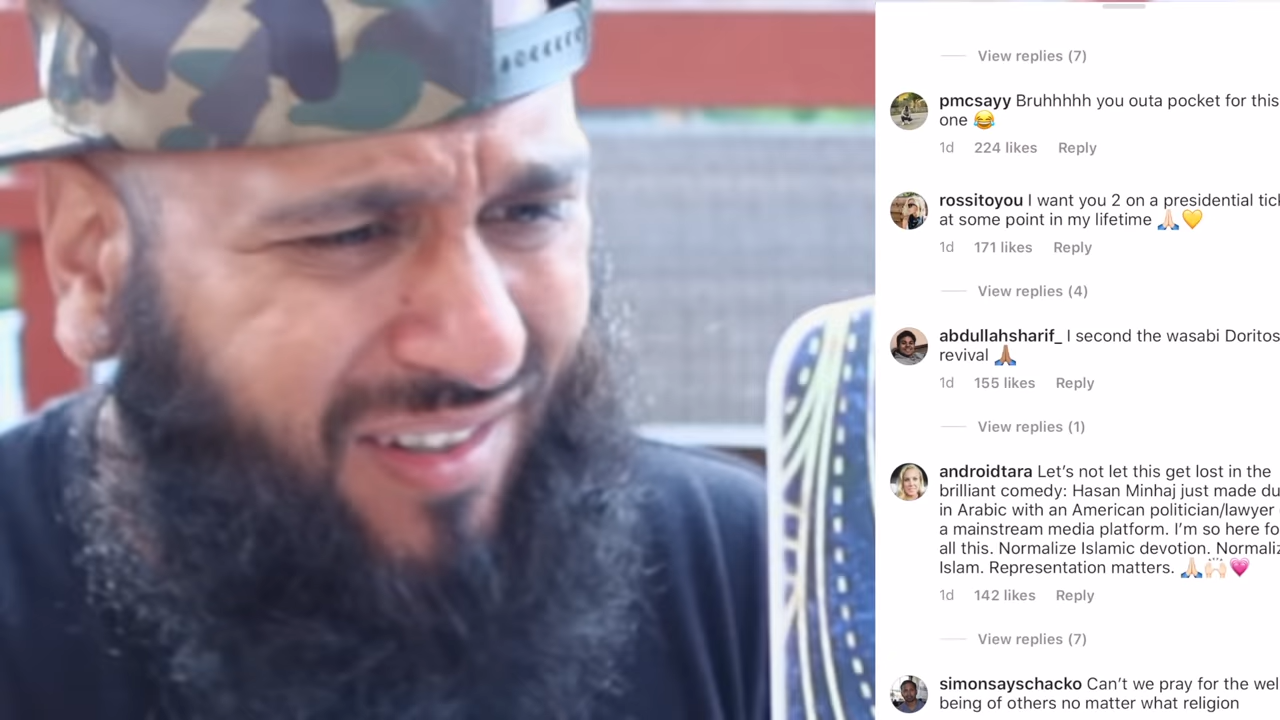 View replies (7)
pmcsayy Bruhhhhh you outa pocket for this
one 😂
1d 224 likes Reply
rossitoyou I want you 2 on a presidential
at some point in my lifetime 🙏🏻💛
1d 171 likes Reply
View replies (4)
abdullahsharif_ I second the wasabi Doritos
revival 🙏🏽
1d 155 likes Reply
View replies (1)
androidtara Let’s not let this get lost in the
brilliant comedy: Hasan Minhaj just made
in Arabic with an American politician/lawyer
a mainstream media platform. I’m so here
all this. Normalize Islamic devotion.
Islam. Representation matters. 🙏🏻🙌🏻💗
1d 142 likes Reply
View replies (7)
simonsayschacko Can’t we pray for the
being of others no matter what religion